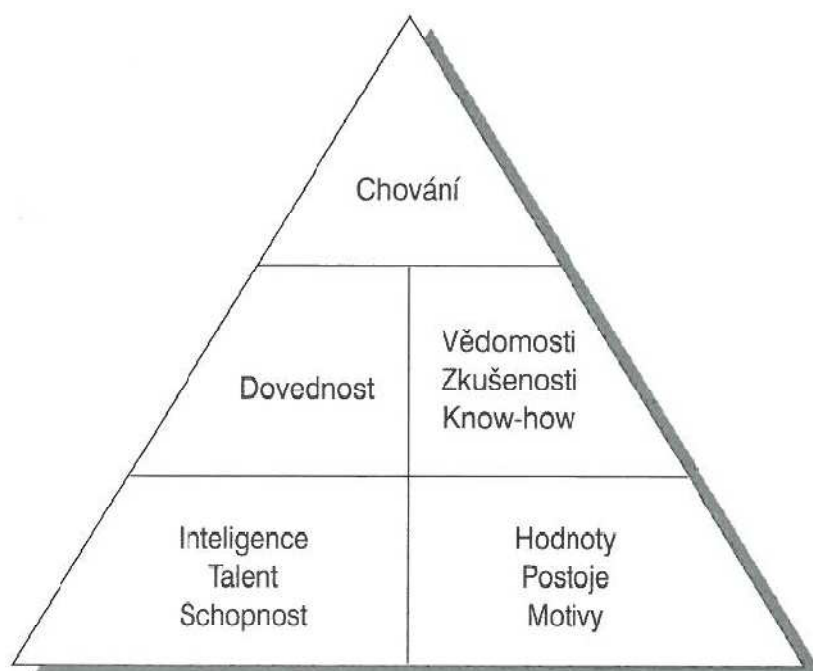 Chování
Dovednost
Vědomosti
Zkušenosti
Know-how
Inteligence
Talent
Schopnost
Hodnoty
Postoje
Motivy